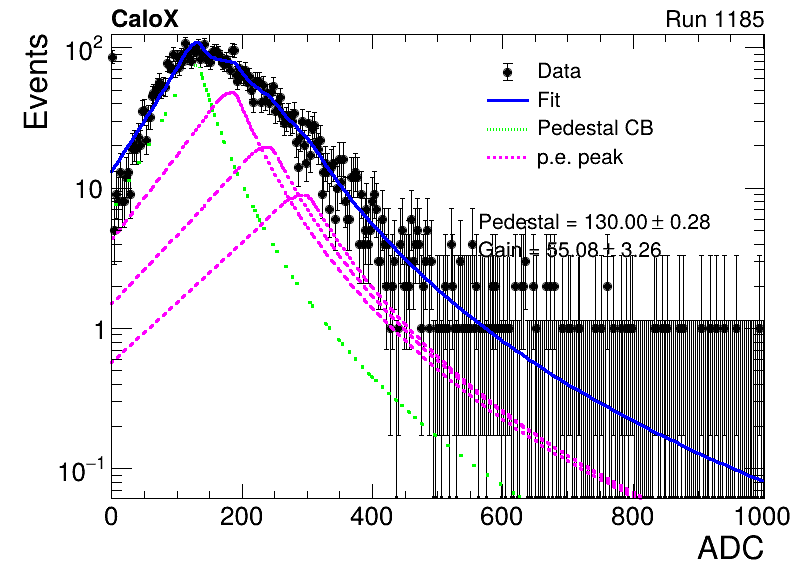 CaloX Run 1185
Events
10²
10
1
10⁻¹
Data
Fit
Pedestal CB
p.e. peak
Pedestal = 130.00 ± 0.28
Gain = 55.08 ± 3.26
0 200 400 600 800 1000
ADC